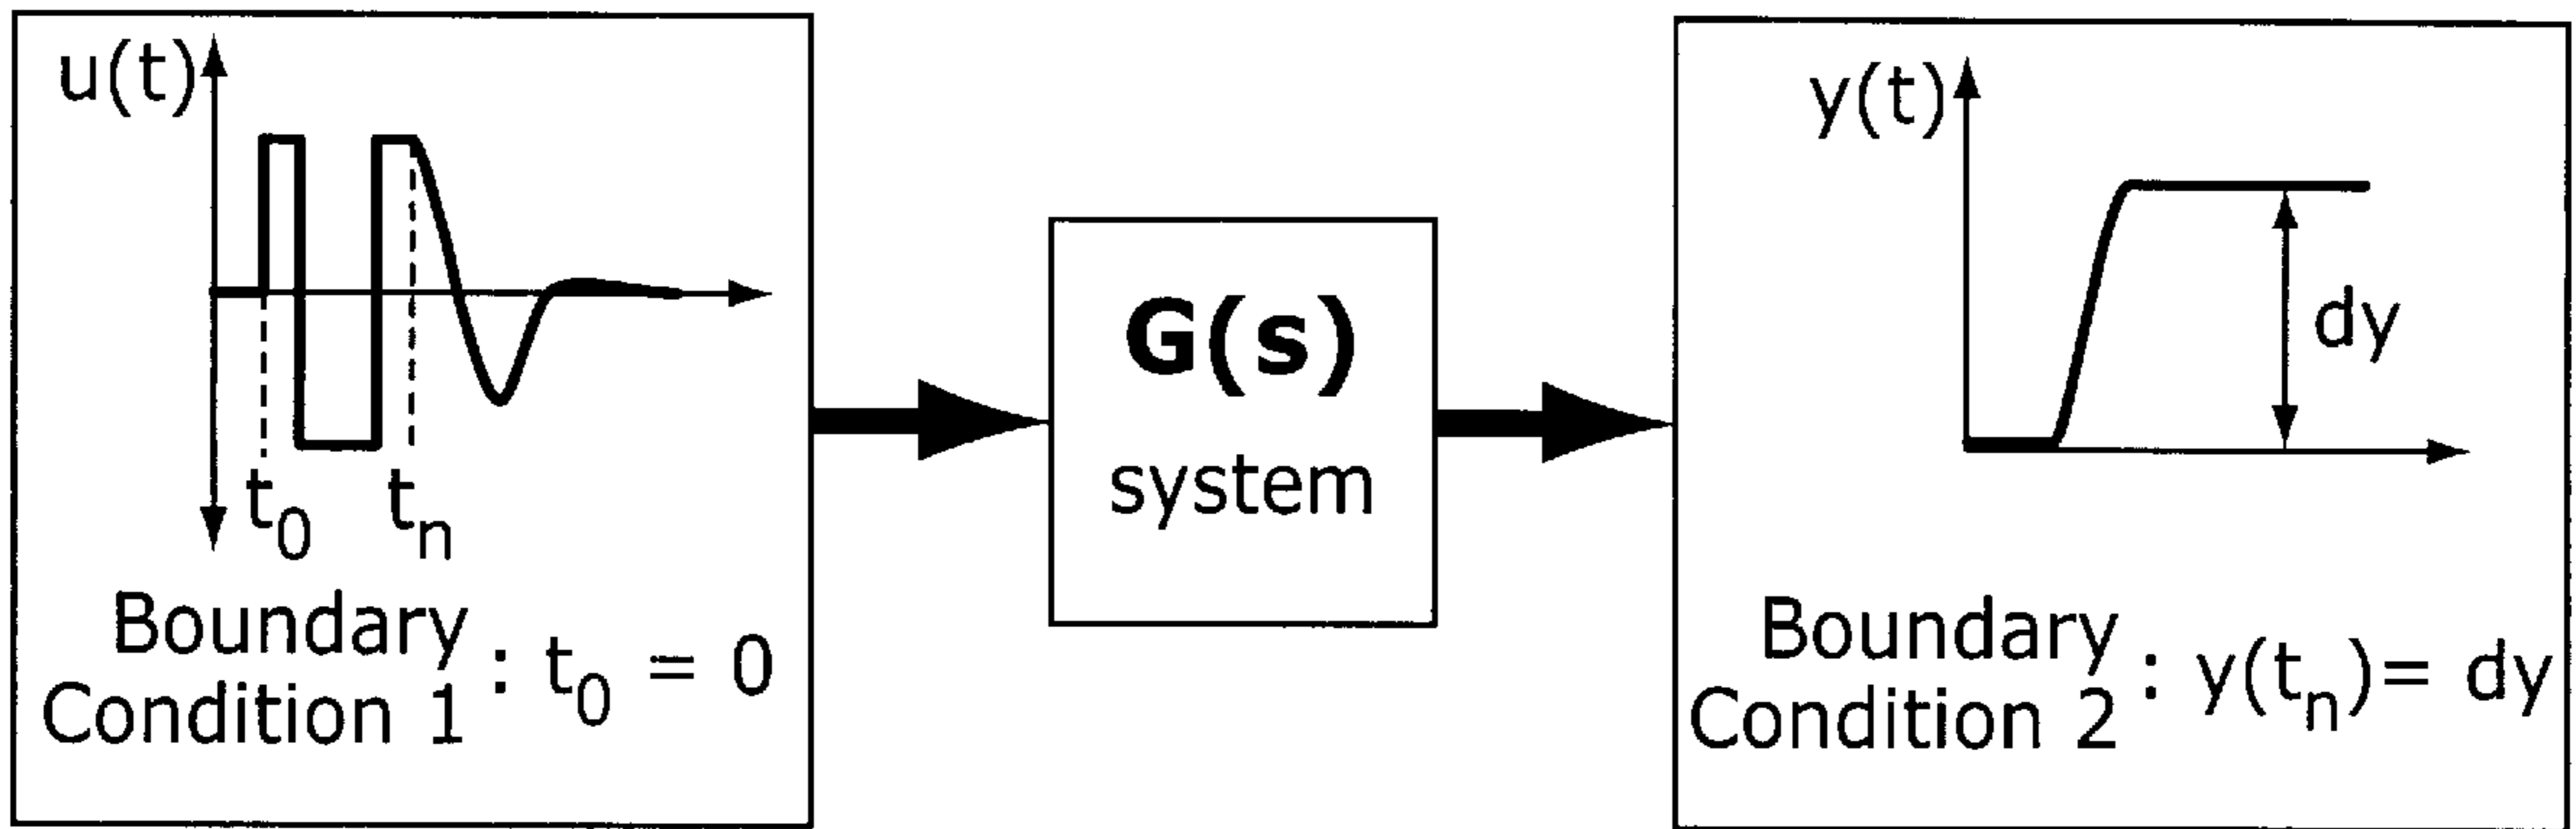 u(t)
t0
tn
Boundary
Condition 1 : t0 = 0
G(s)
system
y(t)
dy
Boundary
Condition 2 : y(tn)= dy